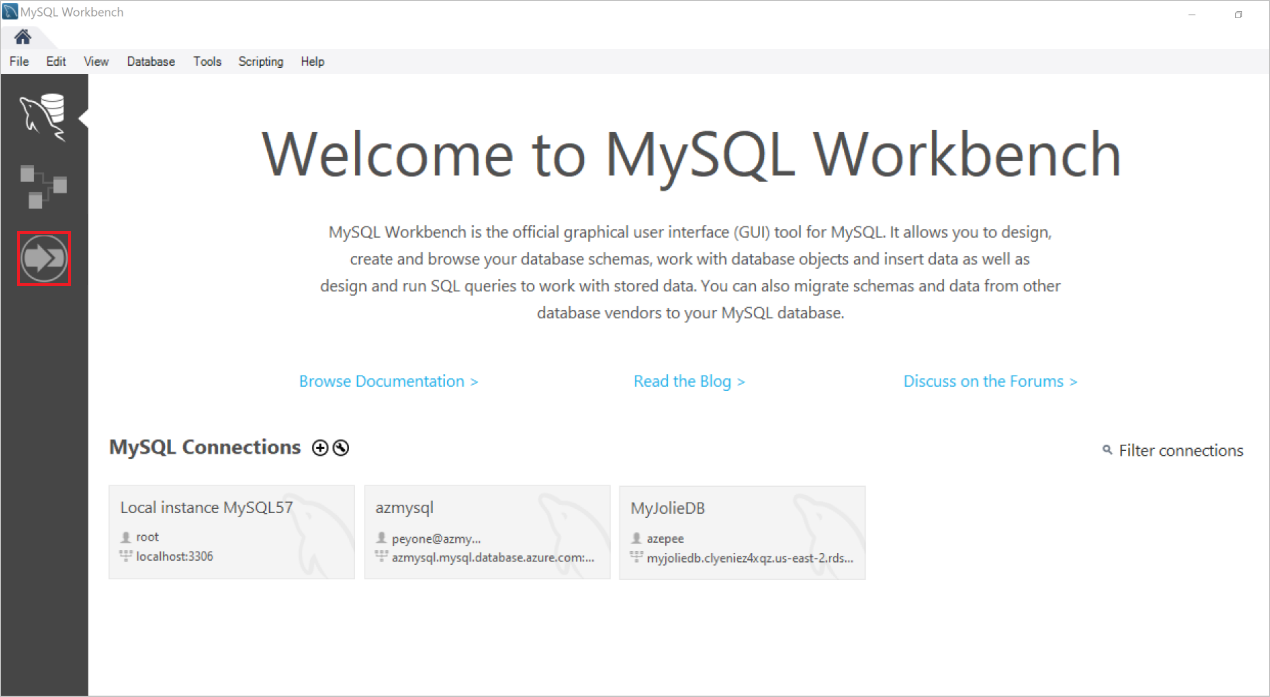 MySQL Workbench
File Edit View Database Tools Scripting Help
Welcome to MySQL Workbench
MySQL Workbench is the official graphical user interface (GUI) tool for MySQL. It allows you to design,
create and browse your database schemas, work with database objects and insert data as well as
design and run SQL queries to work with stored data. You can also migrate schemas and data from other
database vendors to your MySQL database.
Browse Documentation > Read the Blog > Discuss on the Forums >
MySQL Connections
Filter connections
Local instance MySQL57
root
localhost:3306
azmysql
peyone@azmy...
azmysql.mysql.database.azure.com:...
MyJolieDB
azepee
myjoliedb.clyeniez4xqz.us-east-2.rds...